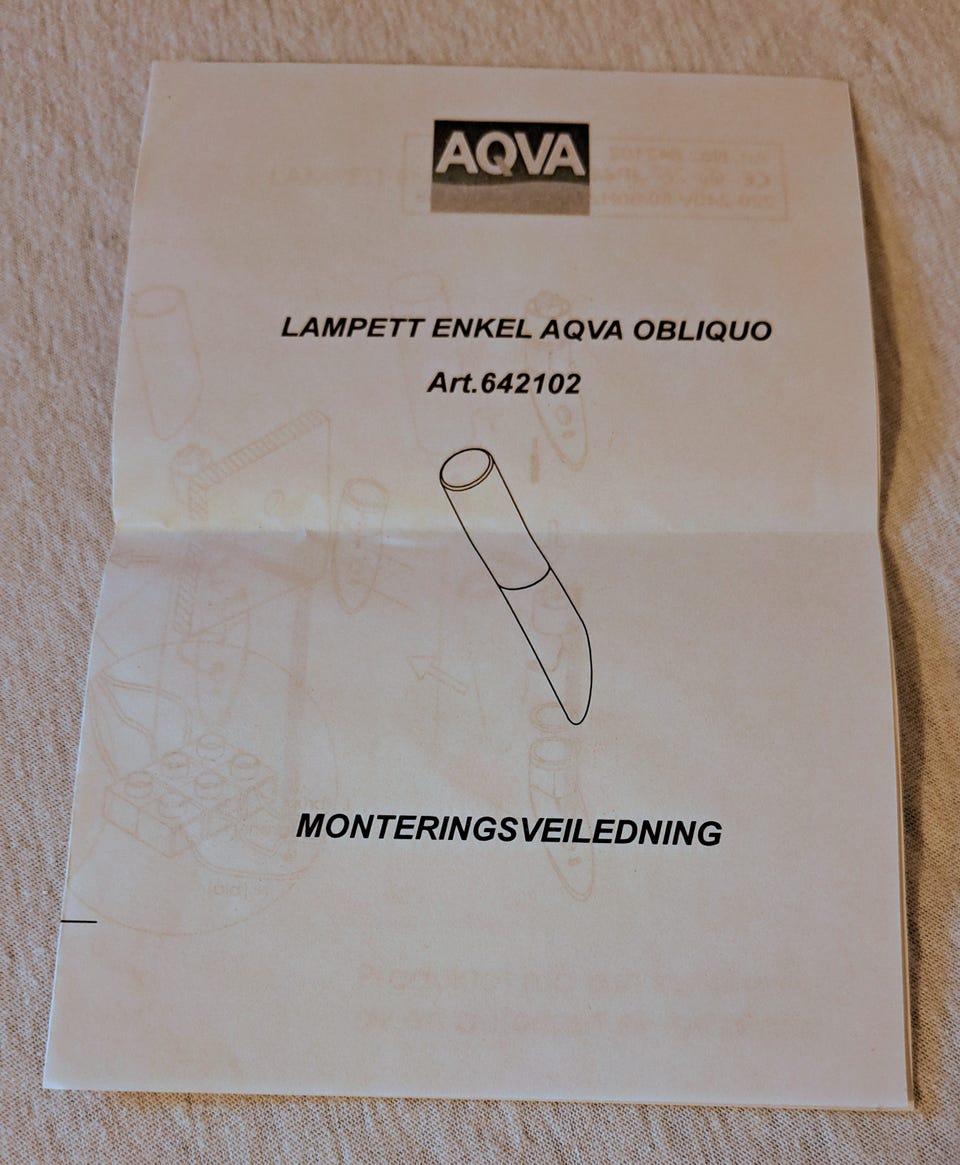 AQVA
LAMPETT ENKEL AQVA OBLIQUO
Art.642102
MONTERINGSVEILEDNING